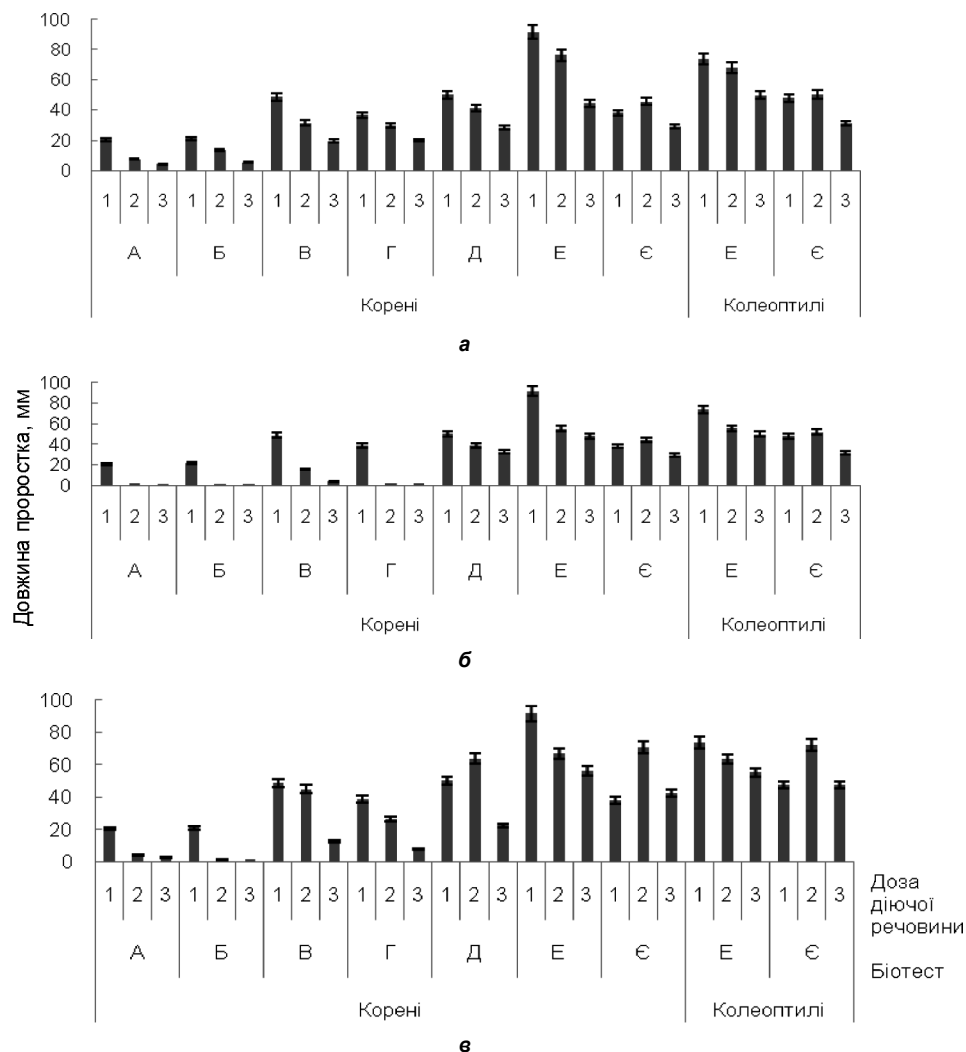 100
80
60
40
20
0
1 2 3 1 2 3 1 2 3 1 2 3 1 2 3 1 2 3 1 2 3 1 2 3 1 2 3
А Б В Г Д Е Є Е Є
Корені Колеоптилі
а
Довжина проростка, мм
100
80
60
40
20
0
1 2 3 1 2 3 1 2 3 1 2 3 1 2 3 1 2 3 1 2 3 1 2 3 1 2 3
А Б В Г Д Е Є Е Є
Корені Колеоптилі
б
100
80
60
40
20
0
1 2 3 1 2 3 1 2 3 1 2 3 1 2 3 1 2 3 1 2 3 1 2 3 1 2 3
Доза
діючої
речовини
А Б В Г Д Е Є Е Є
Біотест
Корені Колеоптилі
в